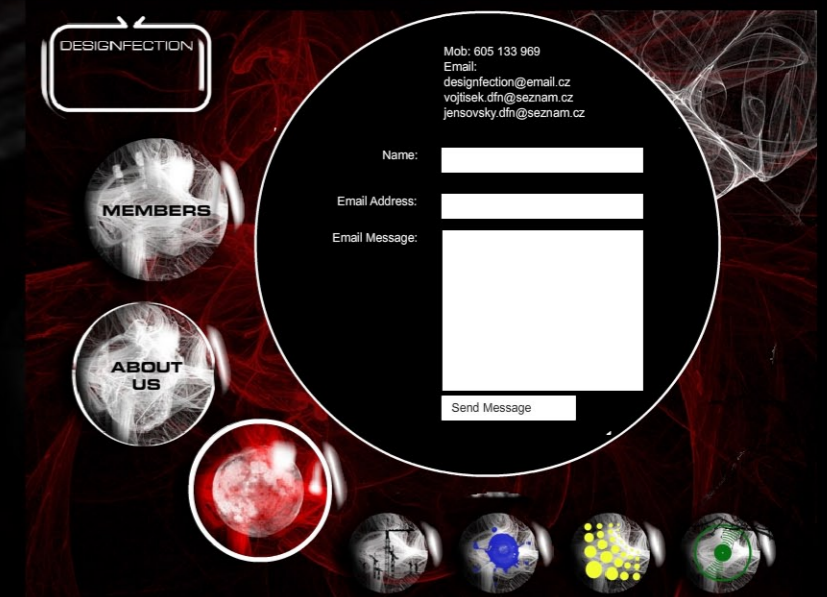 DESIGNFECTION
MEMBERS
ABOUT
US
Mob: 605 133 969
Email:
designfection@email.cz
vojtisek.dfn@seznam.cz
jensovsky.dfn@seznam.cz
Name:
Email Address:
Email Message:
Send Message